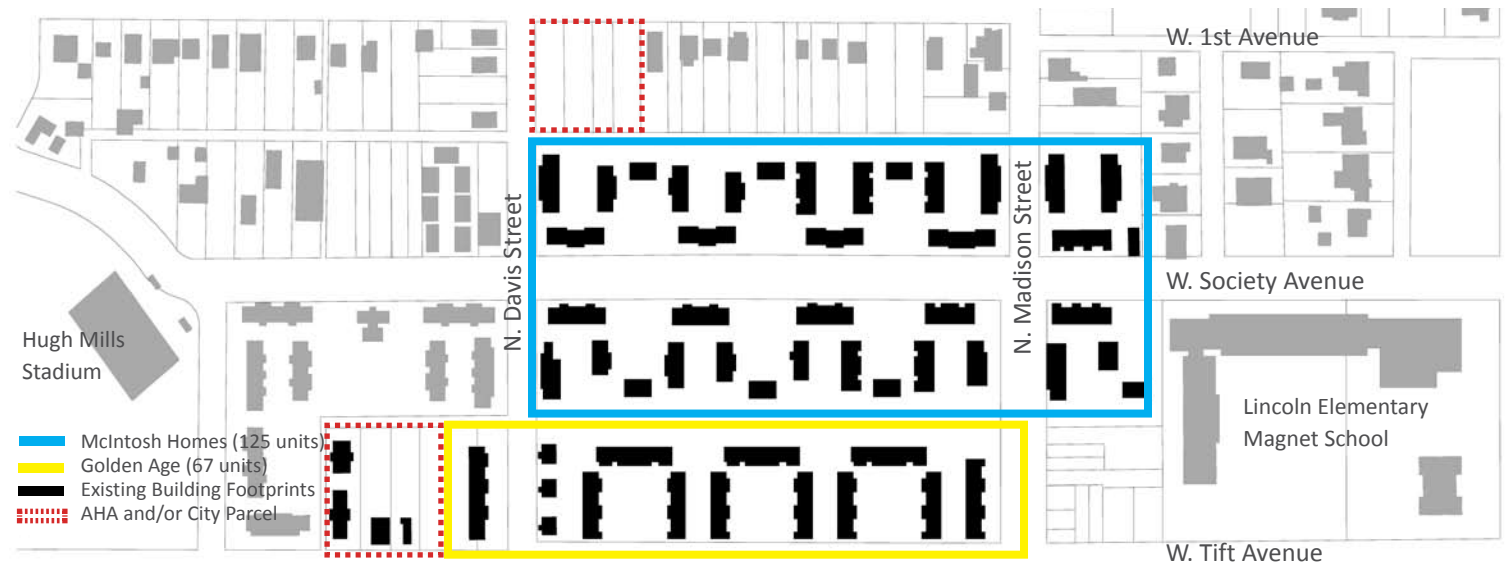 W. 1st Avenue
N. Davis Street
N. Madison Street
W. Society Avenue
Hugh Mills
Stadium
Lincoln Elementary
Magnet School
McIntosh Homes (125 units)
Golden Age (67 units)
Existing Building Footprints
AHA and/or City Parcel
W. Tift Avenue